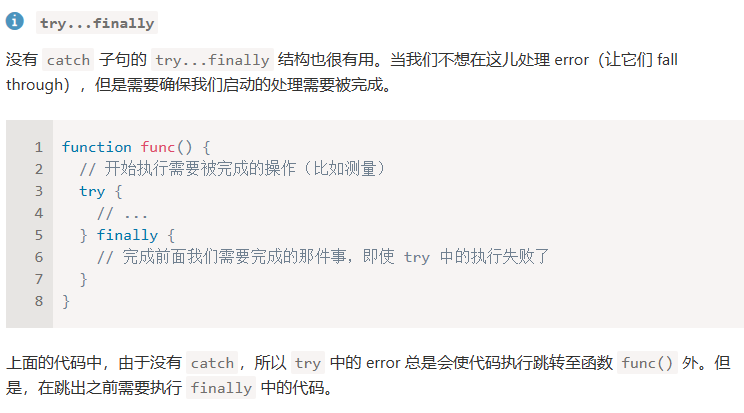 try...finally
没有 catch 子句的 try...finally 结构也很有用。当我们不想在这儿处理 error（让它们 fall
through），但是需要确保我们启动的处理需要被完成。
1 function func() {
2   // 开始执行需要被完成的操作（比如测量）
3   try {
4     // ...
5   } finally {
6     // 完成前面我们需要完成的那件事，即使 try 中的执行失败了
7   }
8 }
上面的代码中，由于没有 catch，所以 try 中的 error 总是会使代码执行跳转至函数 func() 外。但
是，在跳出之前需要执行 finally 中的代码。